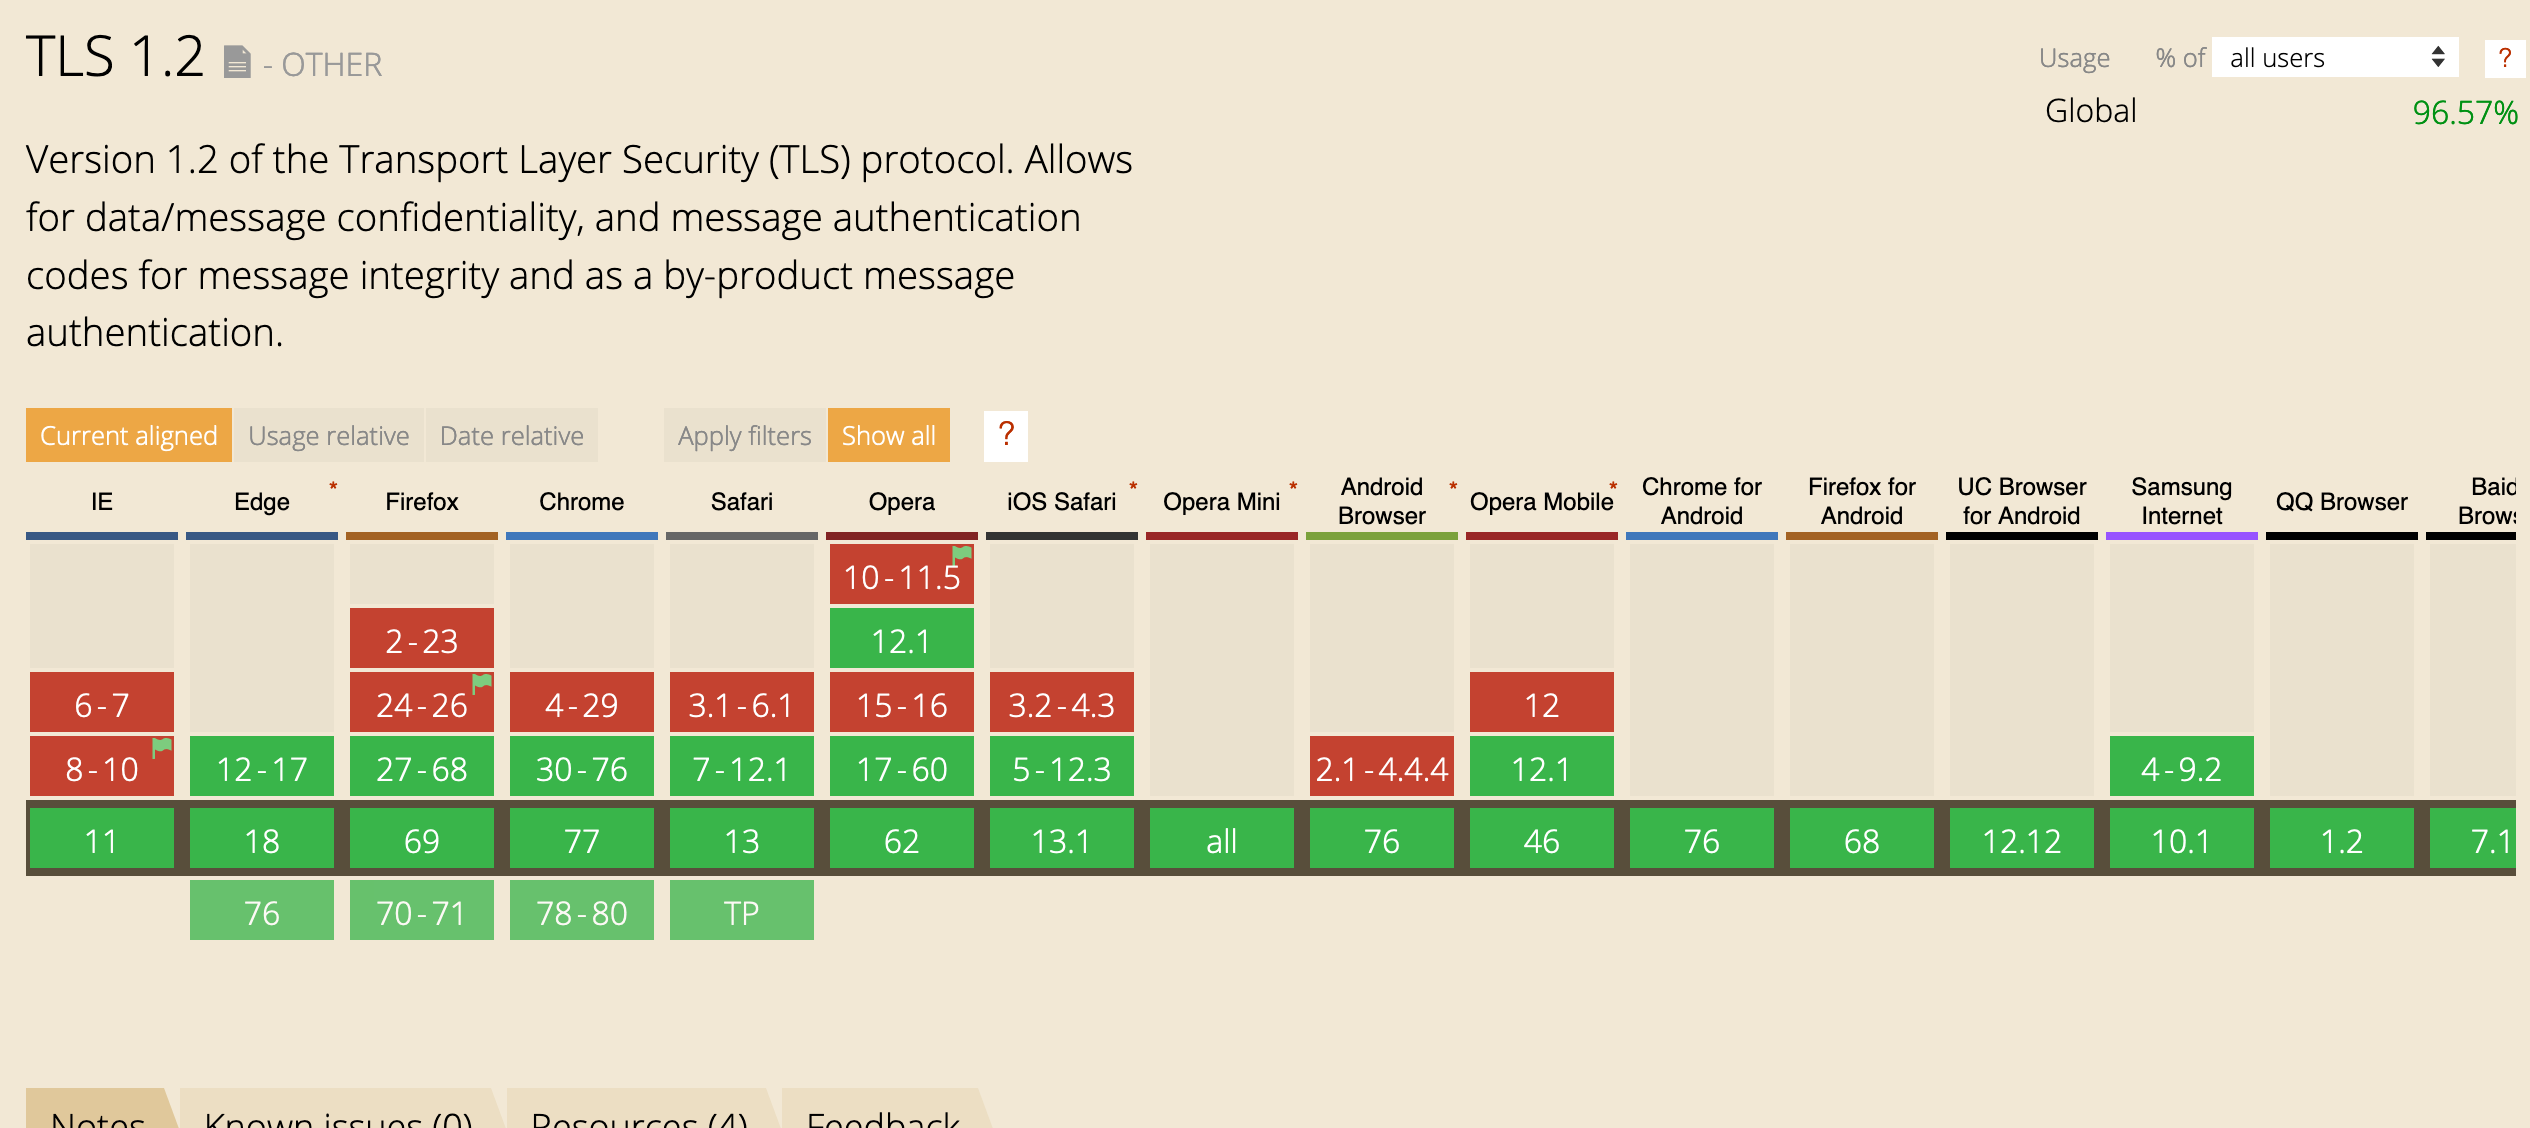 TLS 1.2 - OTHER
Usage % of all users ?
Global 96.57%
Version 1.2 of the Transport Layer Security (TLS) protocol. Allows
for data/message confidentiality, and message authentication
codes for message integrity and as a by-product message
authentication.
Current aligned Usage relative Date relative Apply filters Show all ?
IE Edge * Firefox Chrome Safari Opera iOS Safari * Opera Mini * Android Browser * Opera Mobile * Chrome for Android Firefox for Android UC Browser for Android Samsung Internet QQ Browser
10-11.5
2-23 12.1
6-7 24-26 4-29 3.1-6.1 15-16 3.2-4.3 12
8-10 12-17 27-68 30-76 7-12.1 17-60 5-12.3 2.1-4.4.4 12.1 4-9.2
11 18 69 77 13 62 13.1 all 76 46 76 68 12.12 10.1 1.2 7.1
76 70-71 78-80 TP
Notes Known issues (0) Resources (4) Feedback